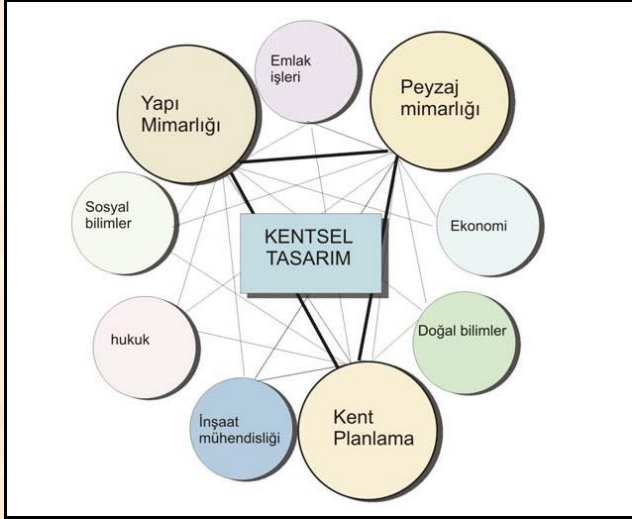 Emlak
işleri
Yapı
Mimarlığı
Peyzaj
mimarlığı
Sosyal
bilimler
KENTSEL
TASARIM
Ekonomi
hukuk
Doğal bilimler
İnşaat
mühendisliği
Kent
Planlama